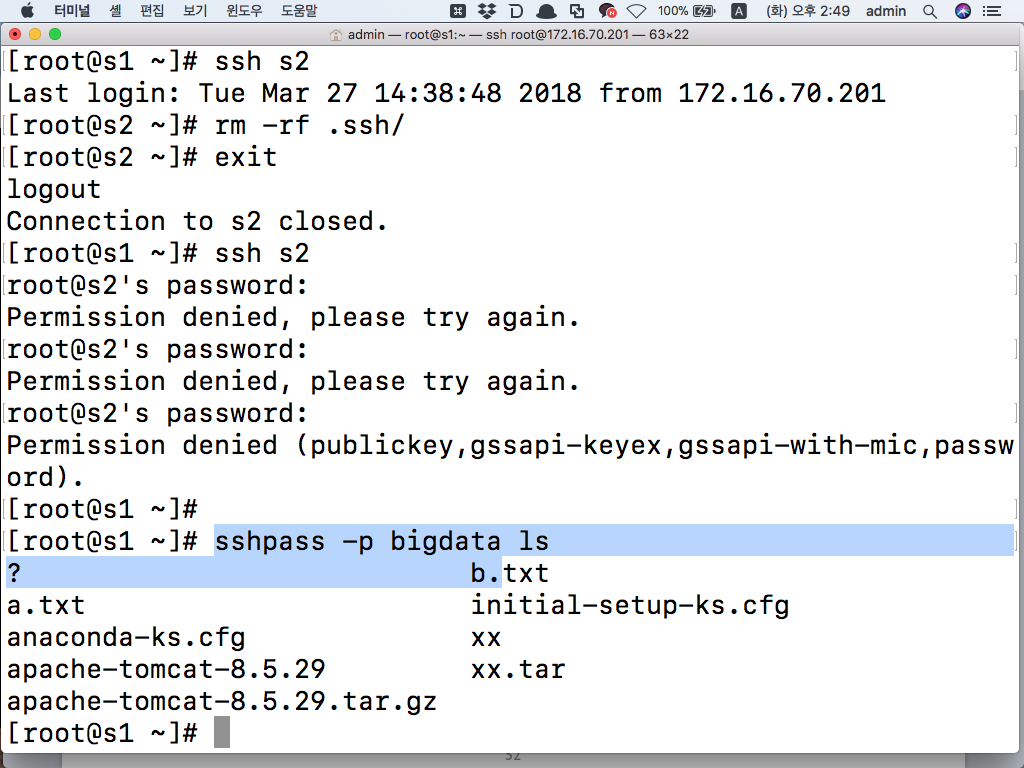 터미널 셸 편집 보기 윈도우 도움말 100% A (화) 오후 2:49 admin
admin — root@s1:~ — ssh root@172.16.70.201 — 63×22
[root@s1 ~]# ssh s2
Last login: Tue Mar 27 14:38:48 2018 from 172.16.70.201
[root@s2 ~]# rm -rf .ssh/
[root@s2 ~]# exit
logout
Connection to s2 closed.
[root@s1 ~]# ssh s2
root@s2's password:
Permission denied, please try again.
root@s2's password:
Permission denied, please try again.
root@s2's password:
Permission denied (publickey,gssapi-keyex,gssapi-with-mic,passw
ord).
[root@s1 ~]#
[root@s1 ~]# sshpass -p bigdata ls
? b.txt
a.txt initial-setup-ks.cfg
anaconda-ks.cfg xx
apache-tomcat-8.5.29 xx.tar
apache-tomcat-8.5.29.tar.gz
[root@s1 ~]#
52